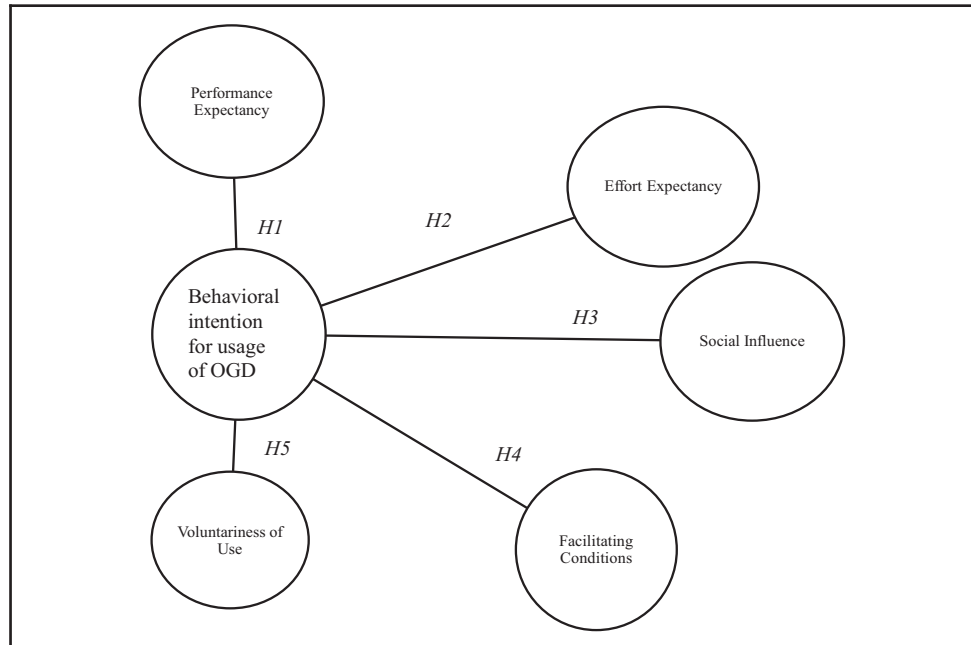 Performance
Expectancy
Effort Expectancy
H1
H2
Behavioral
intention
for usage
of OGD
H3
Social Influence
H5
H4
Voluntariness of
Use
Facilitating
Conditions